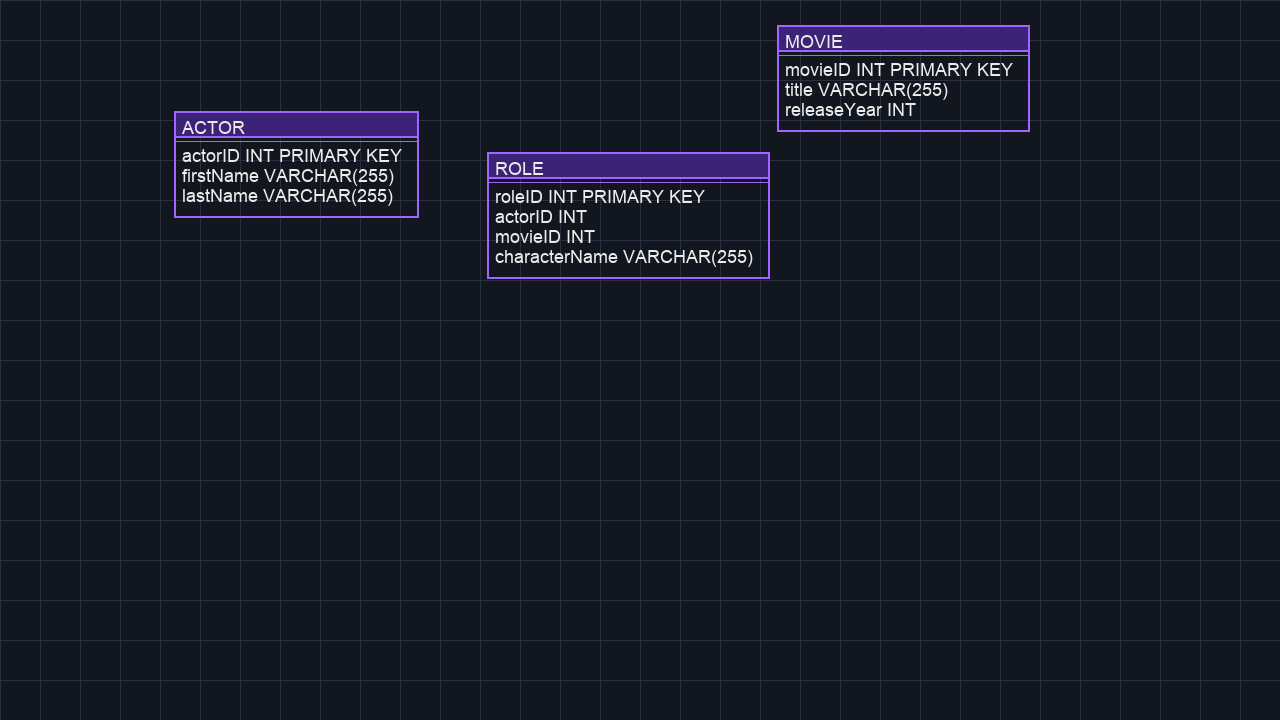 ACTOR
actorID INT PRIMARY KEY
firstName VARCHAR(255)
lastName VARCHAR(255)
ROLE
roleID INT PRIMARY KEY
actorID INT
movieID INT
characterName VARCHAR(255)
MOVIE
movieID INT PRIMARY KEY
title VARCHAR(255)
releaseYear INT